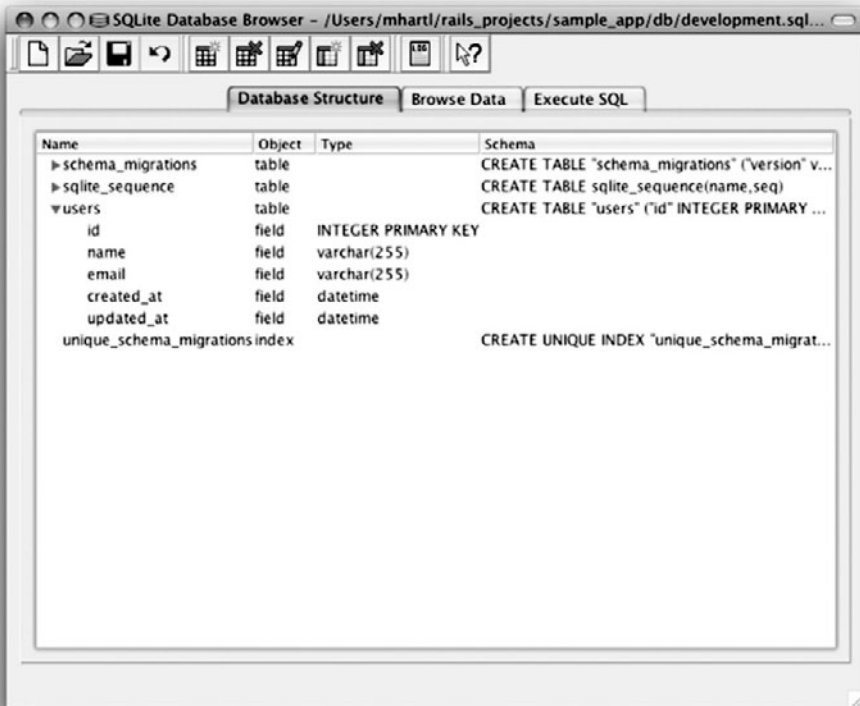 SQLite Database Browser – /Users/mhartl/rails_projects/sample_app/db/development.sql...
LOG
?
Database Structure Browse Data Execute SQL
Name Object Type Schema
schema_migrations table CREATE TABLE "schema_migrations" ("version" v...
sqlite_sequence table CREATE TABLE sqlite_sequence(name,seq)
users table CREATE TABLE "users" ("id" INTEGER PRIMARY ...
id field INTEGER PRIMARY KEY
name field varchar(255)
email field varchar(255)
created_at field datetime
updated_at field datetime
unique_schema_migrations index CREATE UNIQUE INDEX "unique_schema_migrat...